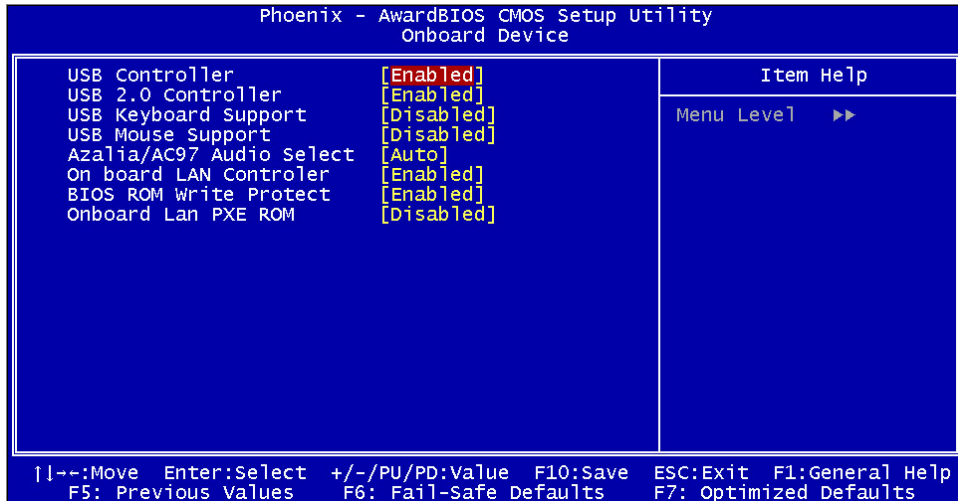 Phoenix - AwardBIOS CMOS Setup Utility
Onboard Device
USB Controller [Enabled]
USB 2.0 Controller [Enabled]
USB Keyboard Support [Disabled]
USB Mouse Support [Disabled]
Azalia/AC97 Audio Select [Auto]
On board LAN Controler [Enabled]
BIOS ROM Write Protect [Enabled]
Onboard Lan PXE ROM [Disabled]
Item Help
Menu Level ▶▶
↑↓→←:Move Enter:Select +/-/PU/PD:Value F10:Save ESC:Exit F1:General Help
F5: Previous Values F6: Fail-Safe Defaults F7: Optimized Defaults